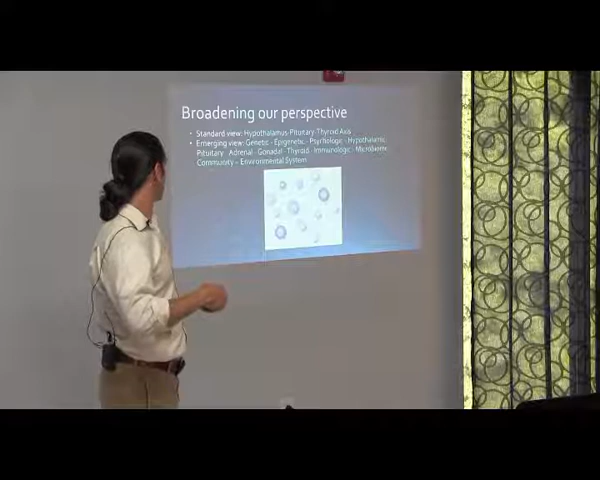 Broadening our perspective
Standard view: Hypothalamus Pituitary Thyroid Axis
Emerging view: Genetic - Epigenetic - Psychologic - Hypothalamic
Pituitary - Adrenal - Gonadal - Thyroid - Immunologic - Microbiome
Community - Environmental System